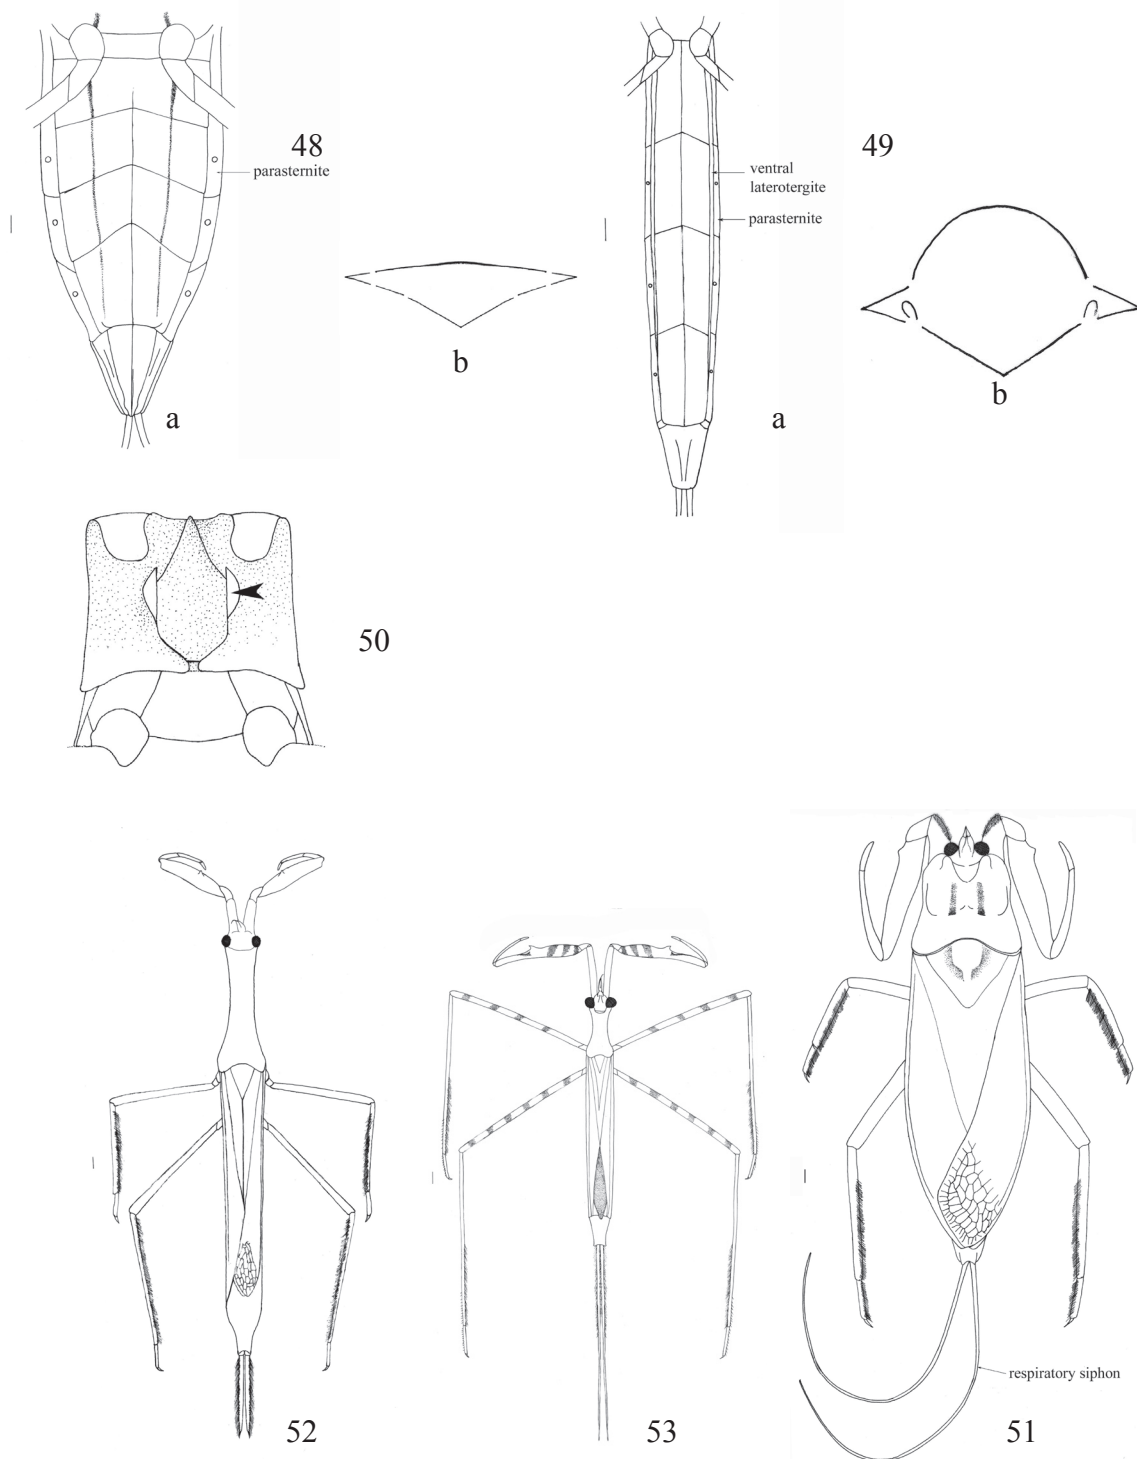 48
parasternite
b
a
49
ventral
laterotergite
parasternite
b
a
50
52
53
respiratory siphon
51